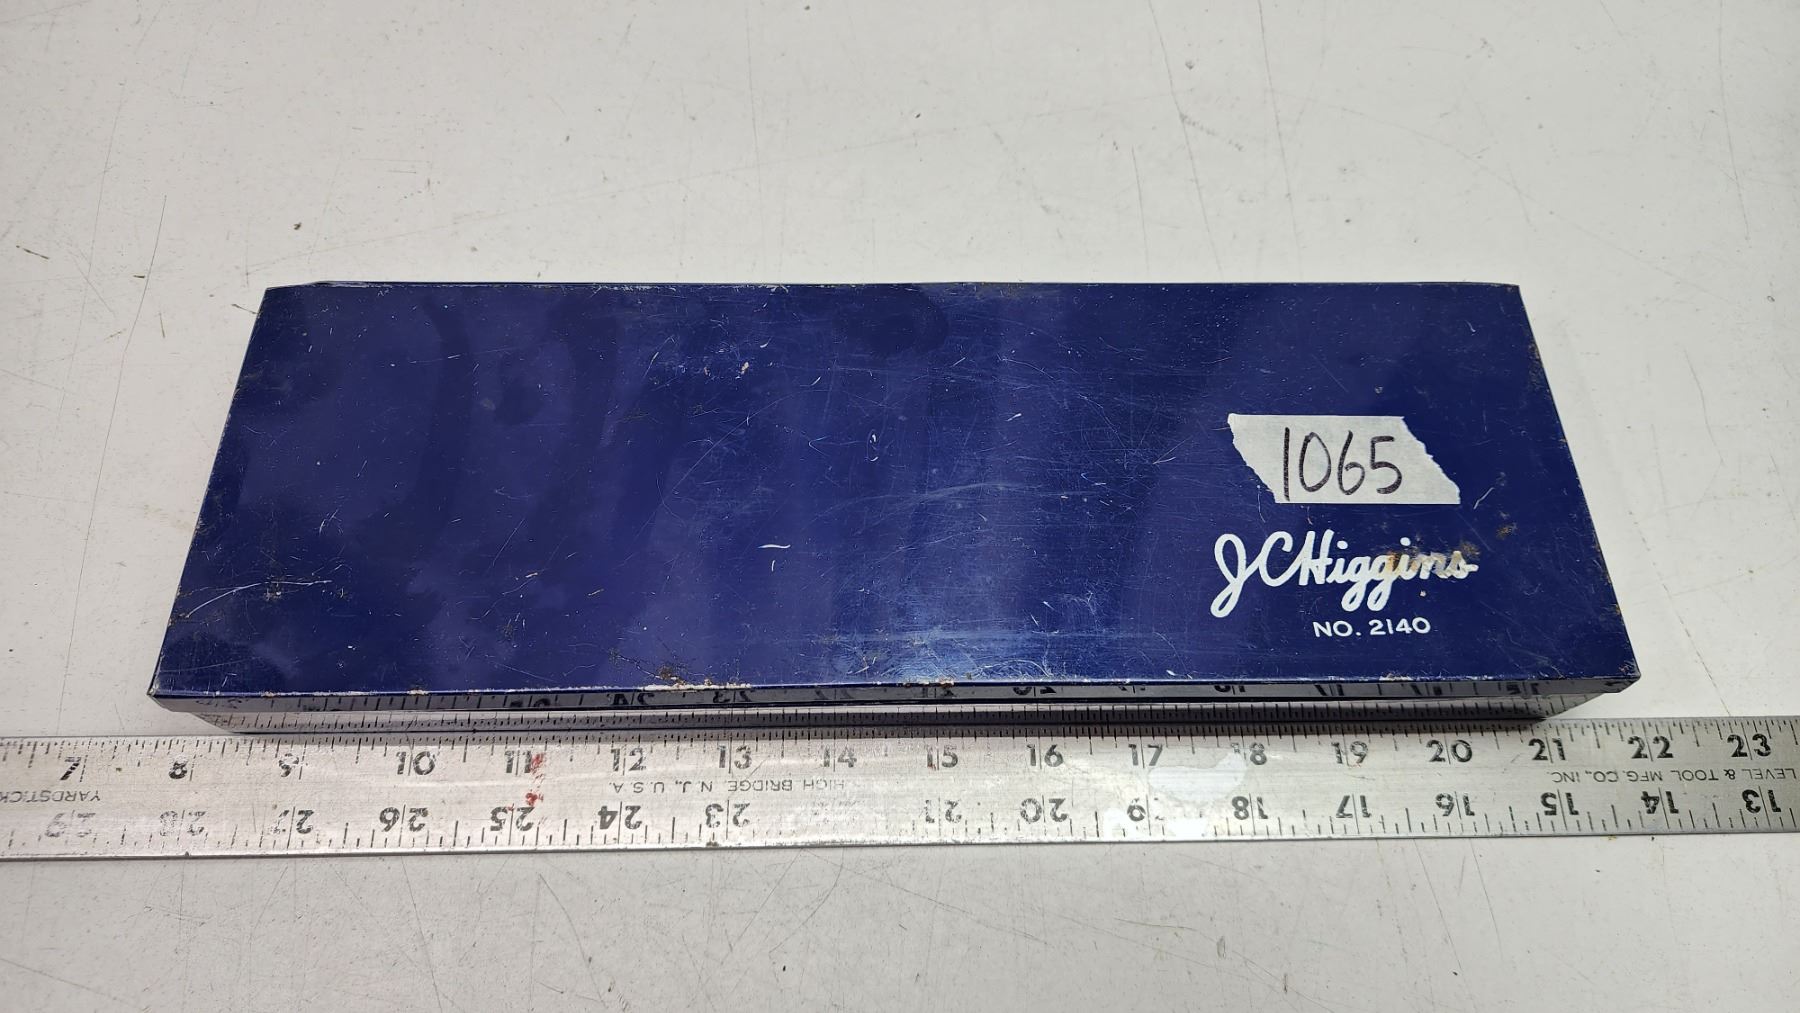 1065
JCHiggins
NO. 2140
7 8 9 10 11 12 13 14 15 16 17 18 19 20 21 22 23
YARDSTICK HIGH BRIDGE N.J., U.S.A. LEVEL & TOOL MFG. CO., INC.
29 28 27 26 25 24 23 21 20 19 18 17 16 15 14 13